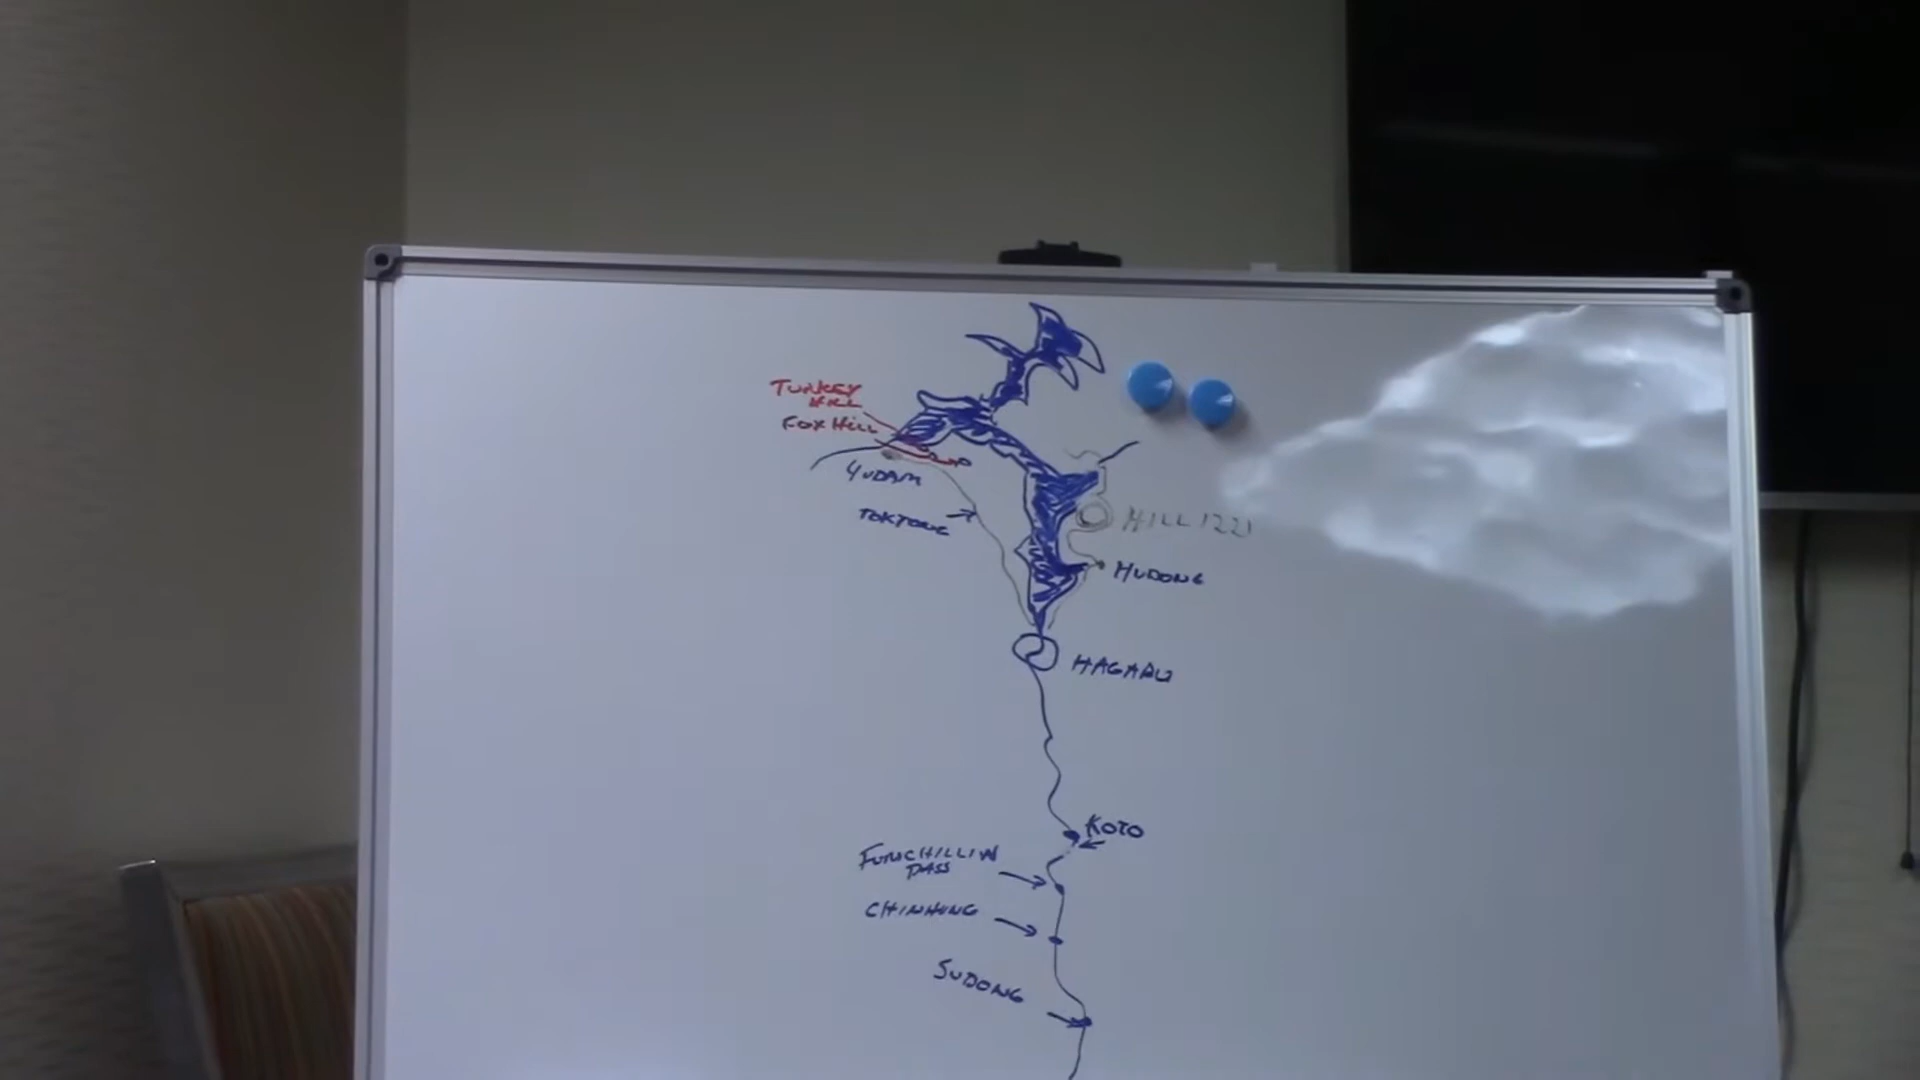 TURKEY
HILL
FOX HILL
YUDAM
TOKTONG
HILL 1221
HUDONG
HAGARU
KOTO
FUNCHILLIN
PASS
CHINHUNG
SUDONG